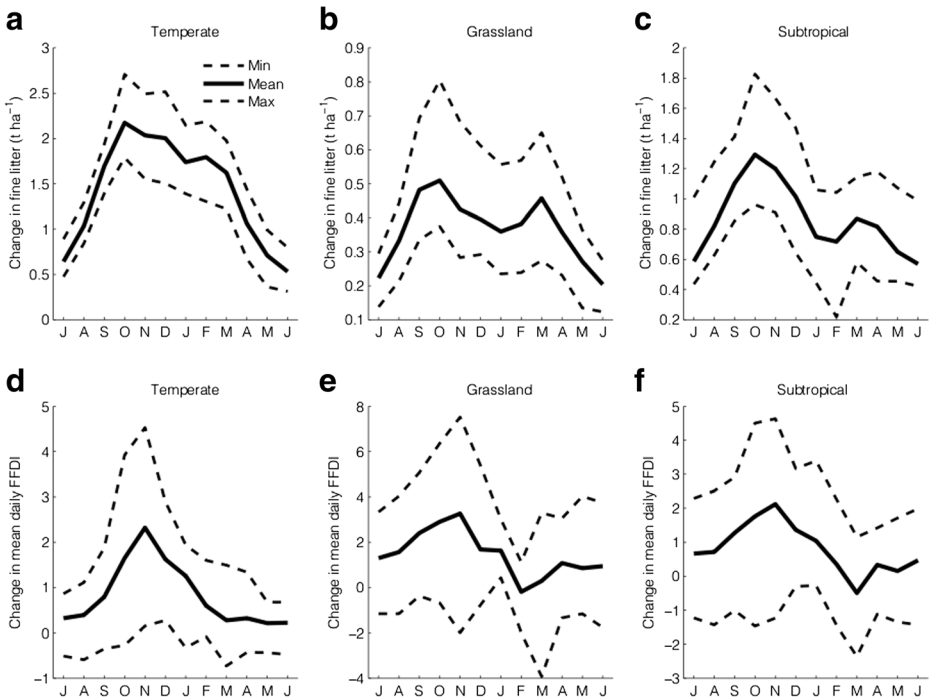 a
Temperate
Change in fine litter (t ha⁻¹)
3
2.5
2
1.5
1
0.5
0
Min
Mean
Max
J A S O N D J F M A M J
b
Grassland
Change in fine litter (t ha⁻¹)
0.9
0.8
0.7
0.6
0.5
0.4
0.3
0.2
0.1
J A S O N D J F M A M J
c
Subtropical
Change in fine litter (t ha⁻¹)
2
1.8
1.6
1.4
1.2
1
0.8
0.6
0.4
0.2
J A S O N D J F M A M J
d
Temperate
Change in mean daily FFDI
5
4
3
2
1
0
−1
J A S O N D J F M A M J
e
Grassland
Change in mean daily FFDI
8
6
4
2
0
−2
−4
J A S O N D J F M A M J
f
Subtropical
Change in mean daily FFDI
5
4
3
2
1
0
−1
−2
−3
J A S O N D J F M A M J